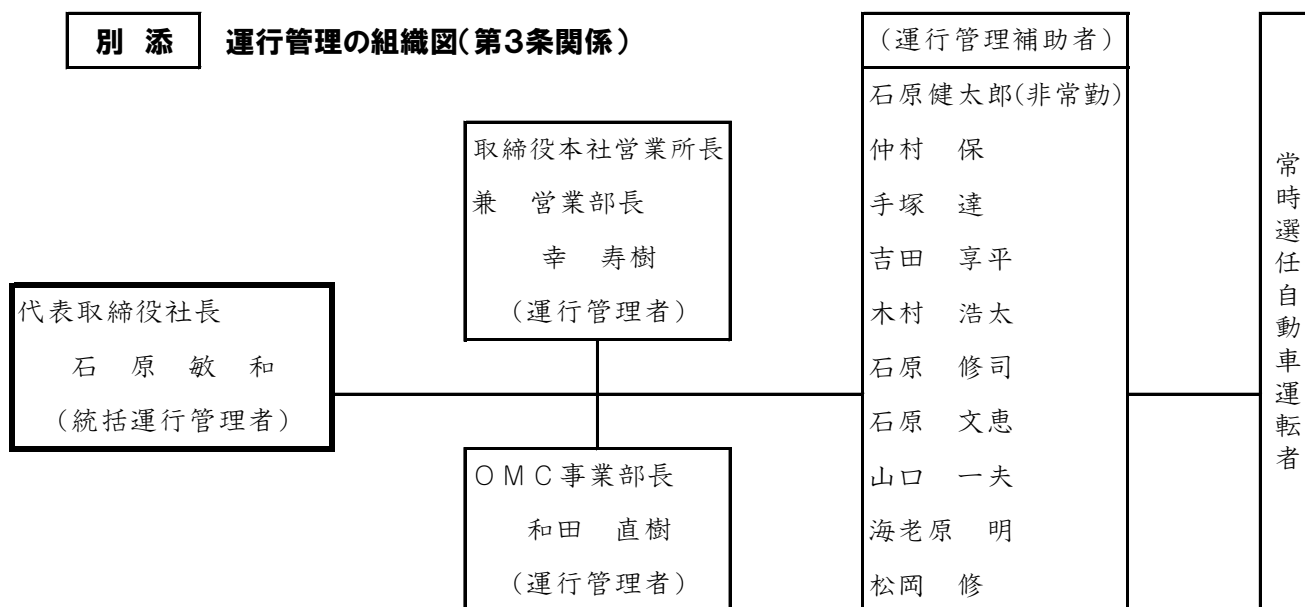 別 添 運行管理の組織図(第3条関係)
代表取締役社長
石 原 敏 和
(統括運行管理者)
取締役本社営業所長
兼 営業部長
幸 寿樹
(運行管理者)
OMC事業部長
和田 直樹
(運行管理者)
(運行管理補助者)
石原健太郎(非常勤)
仲村 保
手塚 達
吉田 享平
木村 浩太
石原 修司
石原 文恵
山口 一夫
海老原 明
松岡 修
常時選任自動車運転者